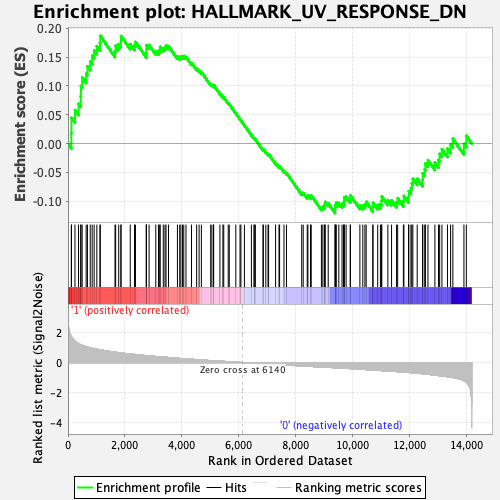 Enrichment plot: HALLMARK_UV_RESPONSE_DN
Enrichment score (ES)
0.20
0.15
0.10
0.05
0.00
-0.05
-0.10
'1' (positively correlated)
Ranked list metric (Signal2Noise)
2
0
-2
-4
Zero cross at 6140
'0' (negatively correlated)
0
2,000
4,000
6,000
8,000
10,000
12,000
14,000
Rank in Ordered Dataset
Enrichment profile
Hits
Ranking metric scores